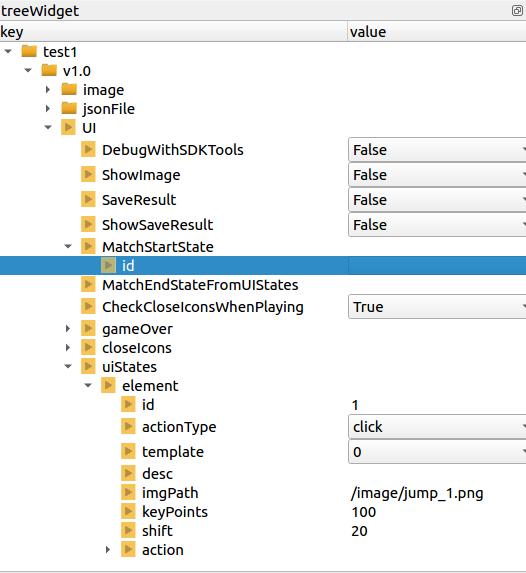 treeWidget
key value
test1
v1.0
image
jsonFile
UI
DebugWithSDKTools False
ShowImage False
SaveResult False
ShowSaveResult False
MatchStartState
id
MatchEndStateFromUIStates
CheckCloseIconsWhenPlaying True
gameOver
closeIcons
uiStates
element
id 1
actionType click
template 0
desc
imgPath /image/jump_1.png
keyPoints 100
shift 20
action